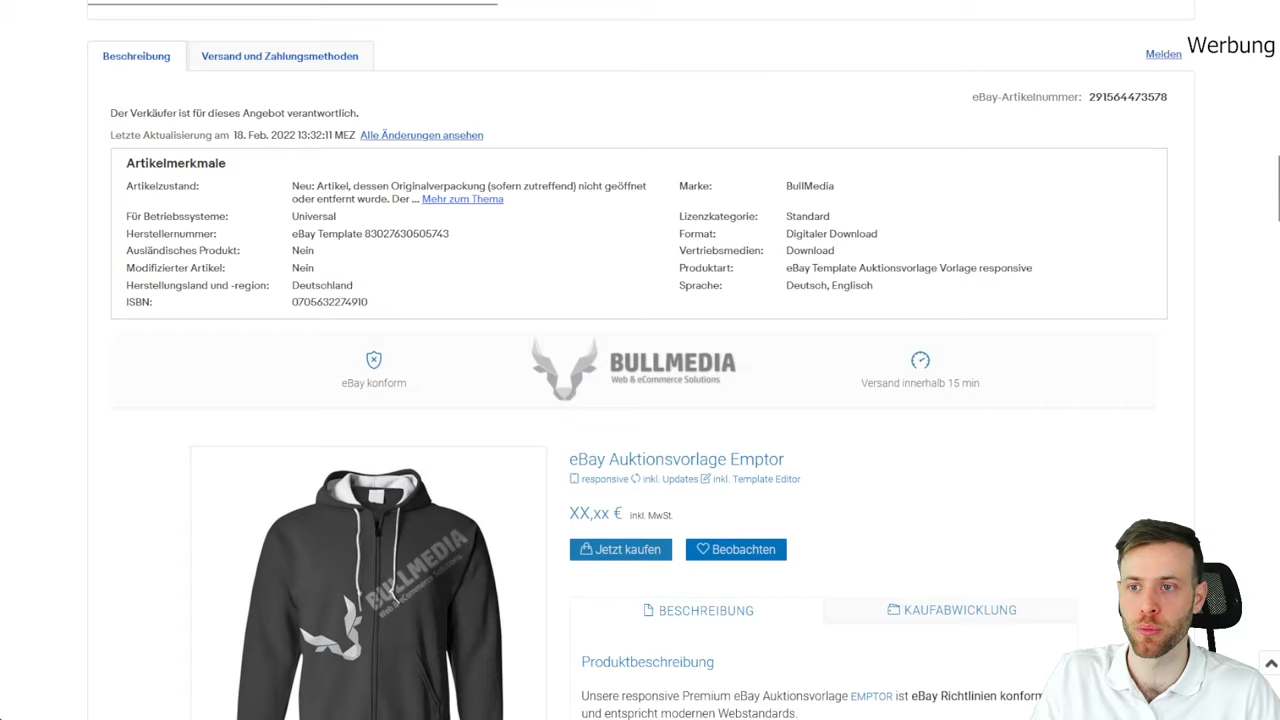 Werbung
Beschreibung
Versand und Zahlungsmethoden
Melden
eBay-Artikelnummer: 291564473578
Der Verkäufer ist für dieses Angebot verantwortlich.
Letzte Aktualisierung am 18. Feb. 2022 13:32:11 MEZ Alle Änderungen ansehen
Artikelmerkmale
Artikelzustand: Neu: Artikel, dessen Originalverpackung (sofern zutreffend) nicht geöffnet
oder entfernt wurde. Der ... Mehr zum Thema
Marke: BullMedia
Für Betriebssysteme: Universal
Lizenzkategorie: Standard
Herstellernummer: eBay Template 83027630505743
Format: Digitaler Download
Ausländisches Produkt: Nein
Vertriebsmedien: Download
Modifizierter Artikel: Nein
Produktart: eBay Template Auktionsvorlage Vorlage responsive
Herstellungsland und -region: Deutschland
Sprache: Deutsch, Englisch
ISBN: 0705632274910
eBay konform
BULLMEDIA
Web & eCommerce Solutions
Versand innerhalb 15 min
eBay Auktionsvorlage Emptor
responsive inkl. Updates inkl. Template Editor
XX,xx € inkl. MwSt.
Jetzt kaufen
Beobachten
BULLMEDIA
Web & eCommerce Solutions
BESCHREIBUNG
KAUFABWICKLUNG
Produktbeschreibung
Unsere responsive Premium eBay Auktionsvorlage EMPTOR ist eBay Richtlinien konform
und entspricht modernen Webstandards.